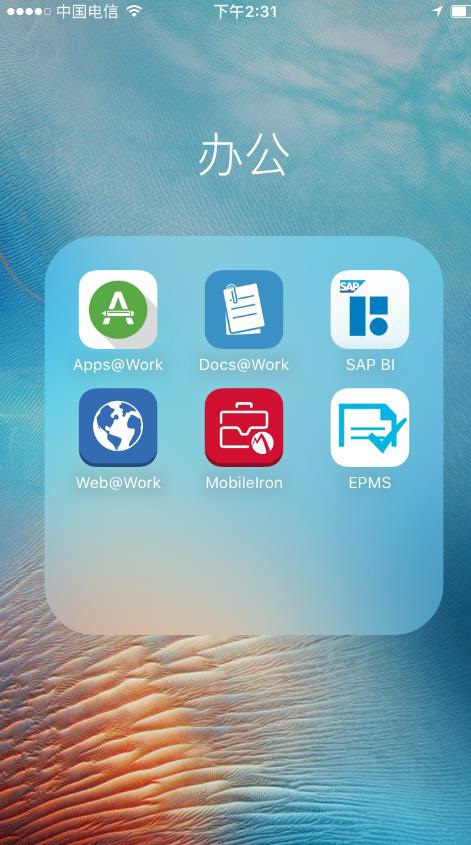 中国电信 下午2:31
办公
SAP
Apps@Work Docs@Work SAP BI
Web@Work MobileIron EPMS